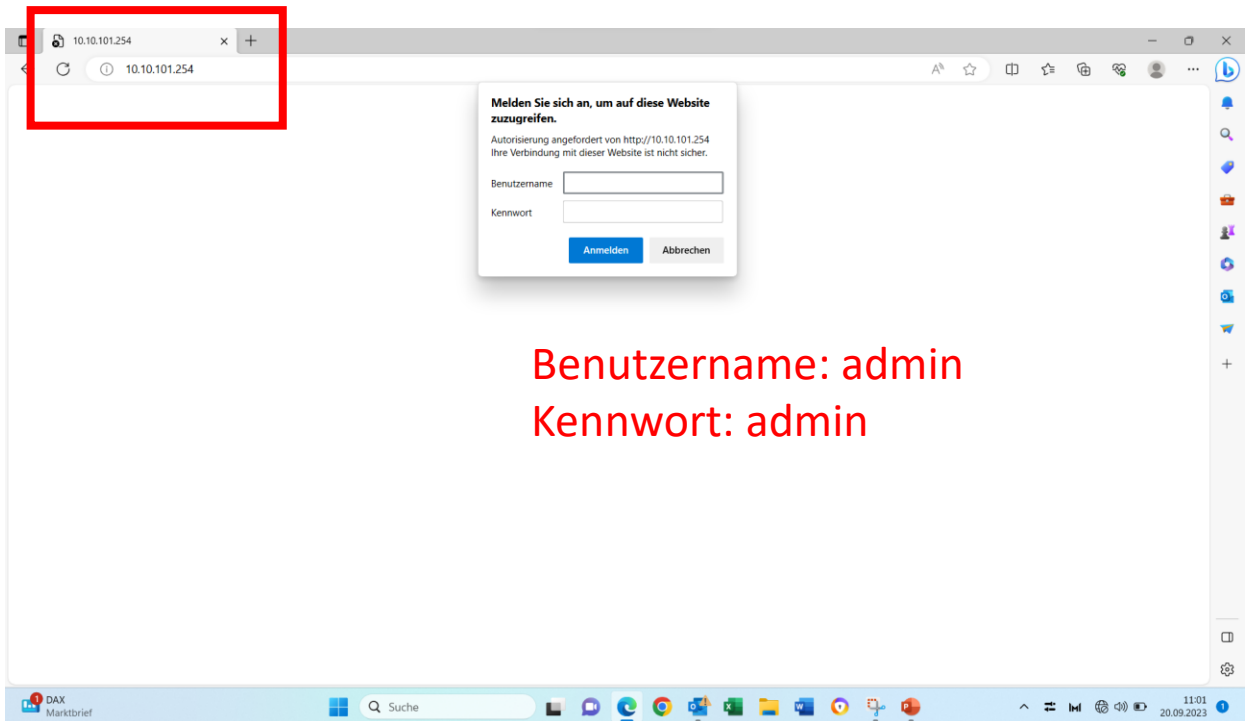 10.10.101.254
10.10.101.254
Melden Sie sich an, um auf diese Website
zuzugreifen.
Autorisierung angefordert von http://10.10.101.254
Ihre Verbindung mit dieser Website ist nicht sicher.
Benutzername
Kennwort
Anmelden Abbrechen
Benutzername: admin
Kennwort: admin
1 DAX
Marktbrief
Suche
11:01
20.09.2023
1